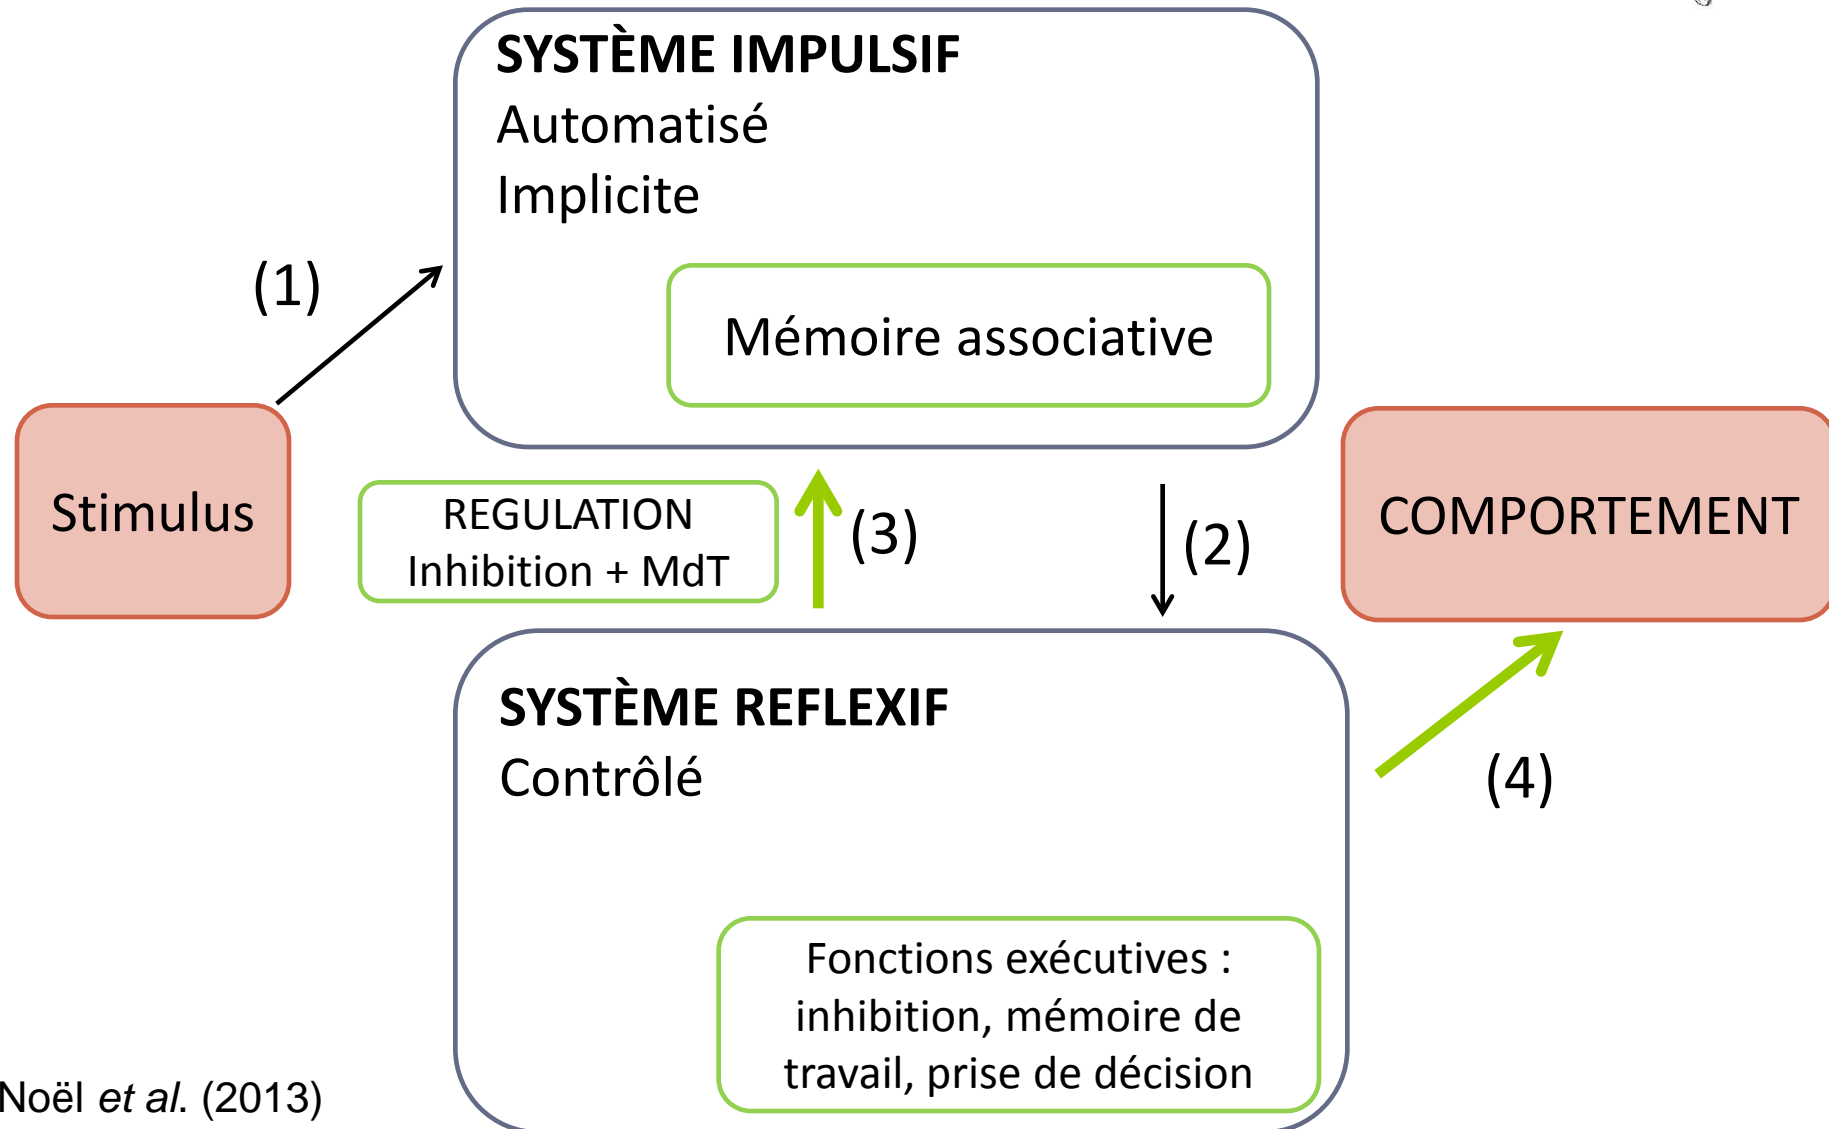 SYSTÈME IMPULSIF
Automatisé
Implicite
(1)
Mémoire associative
Stimulus
REGULATION
Inhibition + MdT
(3)
(2)
COMPORTEMENT
SYSTÈME REFLEXIF
Contrôlé
(4)
Fonctions exécutives :
inhibition, mémoire de
travail, prise de décision
Noël et al. (2013)